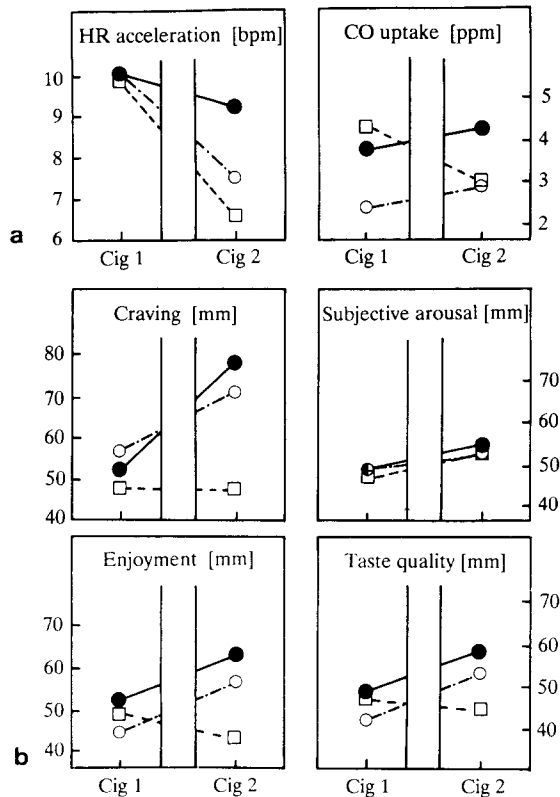 HR acceleration [bpm]
CO uptake [ppm]
10
9
8
7
6
5
4
3
2
a
Cig 1
Cig 2
Cig 1
Cig 2
Craving [mm]
Subjective arousal [mm]
80
70
60
50
40
70
60
50
40
Enjoyment [mm]
Taste quality [mm]
70
60
50
40
70
60
50
40
b
Cig 1
Cig 2
Cig 1
Cig 2